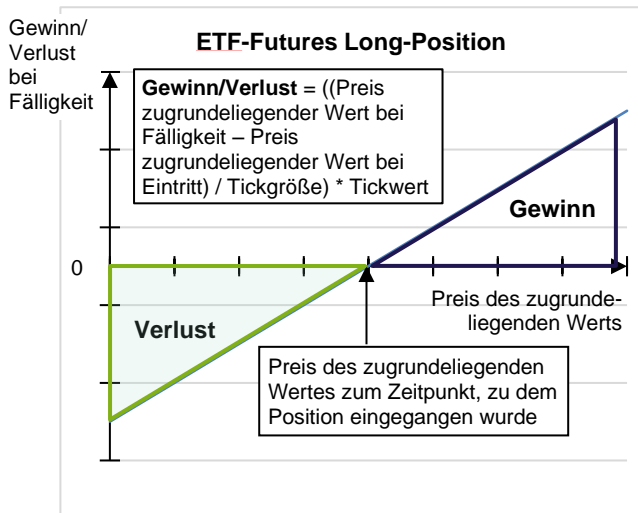 Gewinn/
Verlust
bei
Fälligkeit
ETF-Futures Long-Position
Gewinn/Verlust = ((Preis
zugrundeliegender Wert bei
Fälligkeit – Preis
zugrundeliegender Wert bei
Eintritt) / Tickgröße) * Tickwert
Gewinn
0
Preis des zugrunde-
liegenden Werts
Verlust
Preis des zugrundeliegenden
Wertes zum Zeitpunkt, zu dem
Position eingegangen wurde